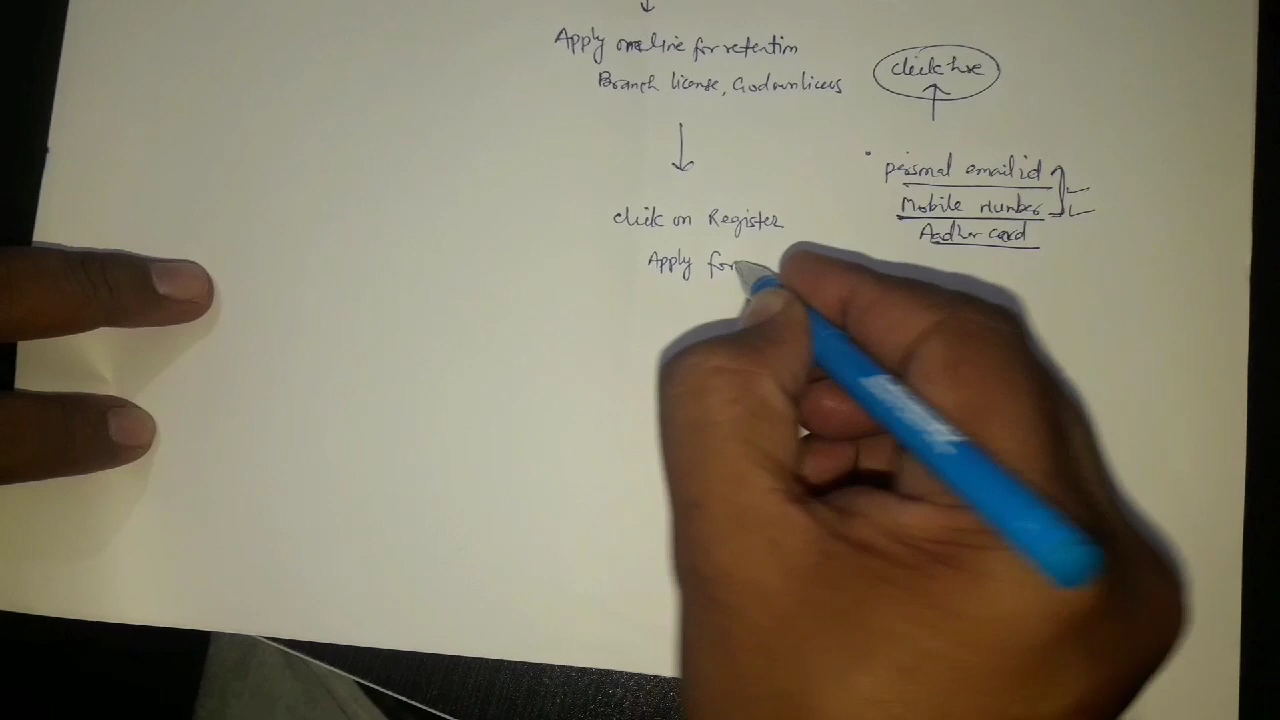 Apply online for retention
Branch license, Godown licens
click on Register
Apply for
click here
personal email id
Mobile number
Aadhar card